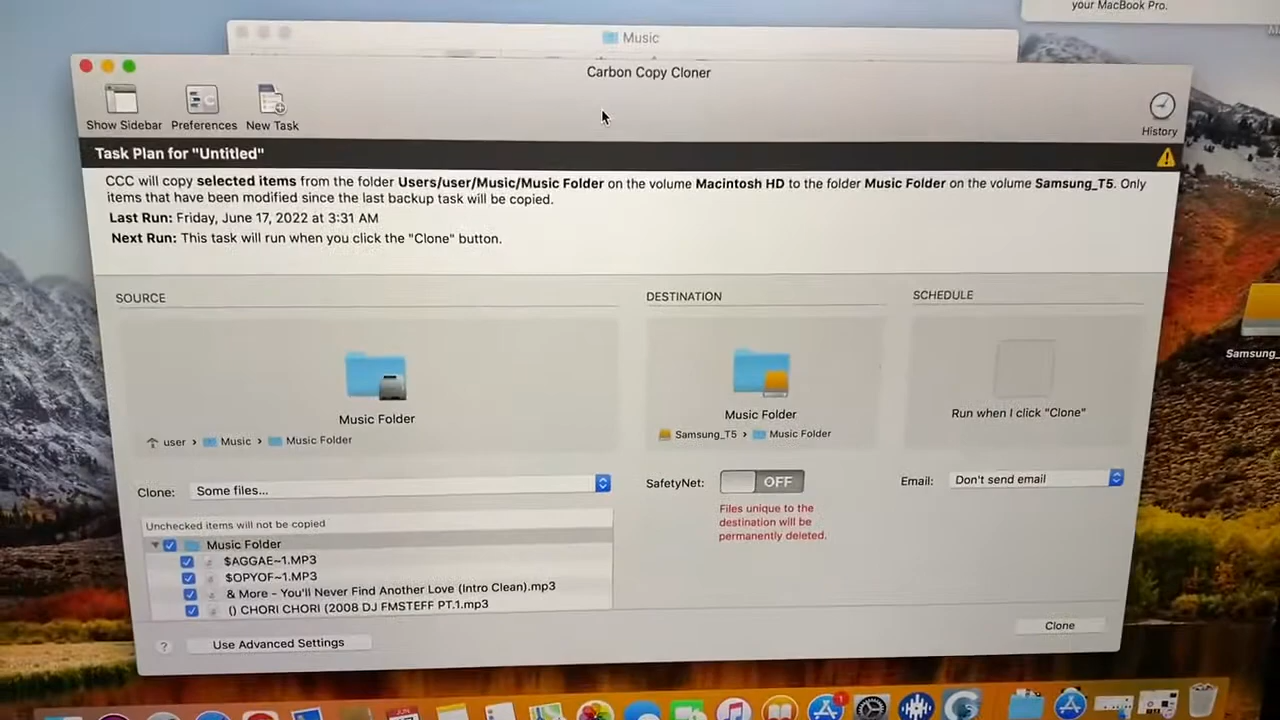 your MacBook Pro.
Music
Carbon Copy Cloner
Show Sidebar
Preferences
New Task
History
Task Plan for "Untitled"
CCC will copy selected items from the folder Users/user/Music/Music Folder on the volume Macintosh HD to the folder Music Folder on the volume Samsung_T5. Only
items that have been modified since the last backup task will be copied.
Last Run: Friday, June 17, 2022 at 3:31 AM
Next Run: This task will run when you click the "Clone" button.
SOURCE
DESTINATION
SCHEDULE
Music Folder
Music Folder
Run when I click "Clone"
user › Music › Music Folder
Samsung_T5 › Music Folder
Clone: Some files...
SafetyNet: OFF
Email: Don't send email
Files unique to the
destination will be
permanently deleted.
Unchecked items will not be copied
Music Folder
$AGGAE~1.MP3
$OPYOF~1.MP3
& More - You'll Never Find Another Love (Intro Clean).mp3
() CHORI CHORI (2008 DJ FMSTEFF PT.1.mp3
? Use Advanced Settings
Clone
Samsung_
JUN
1